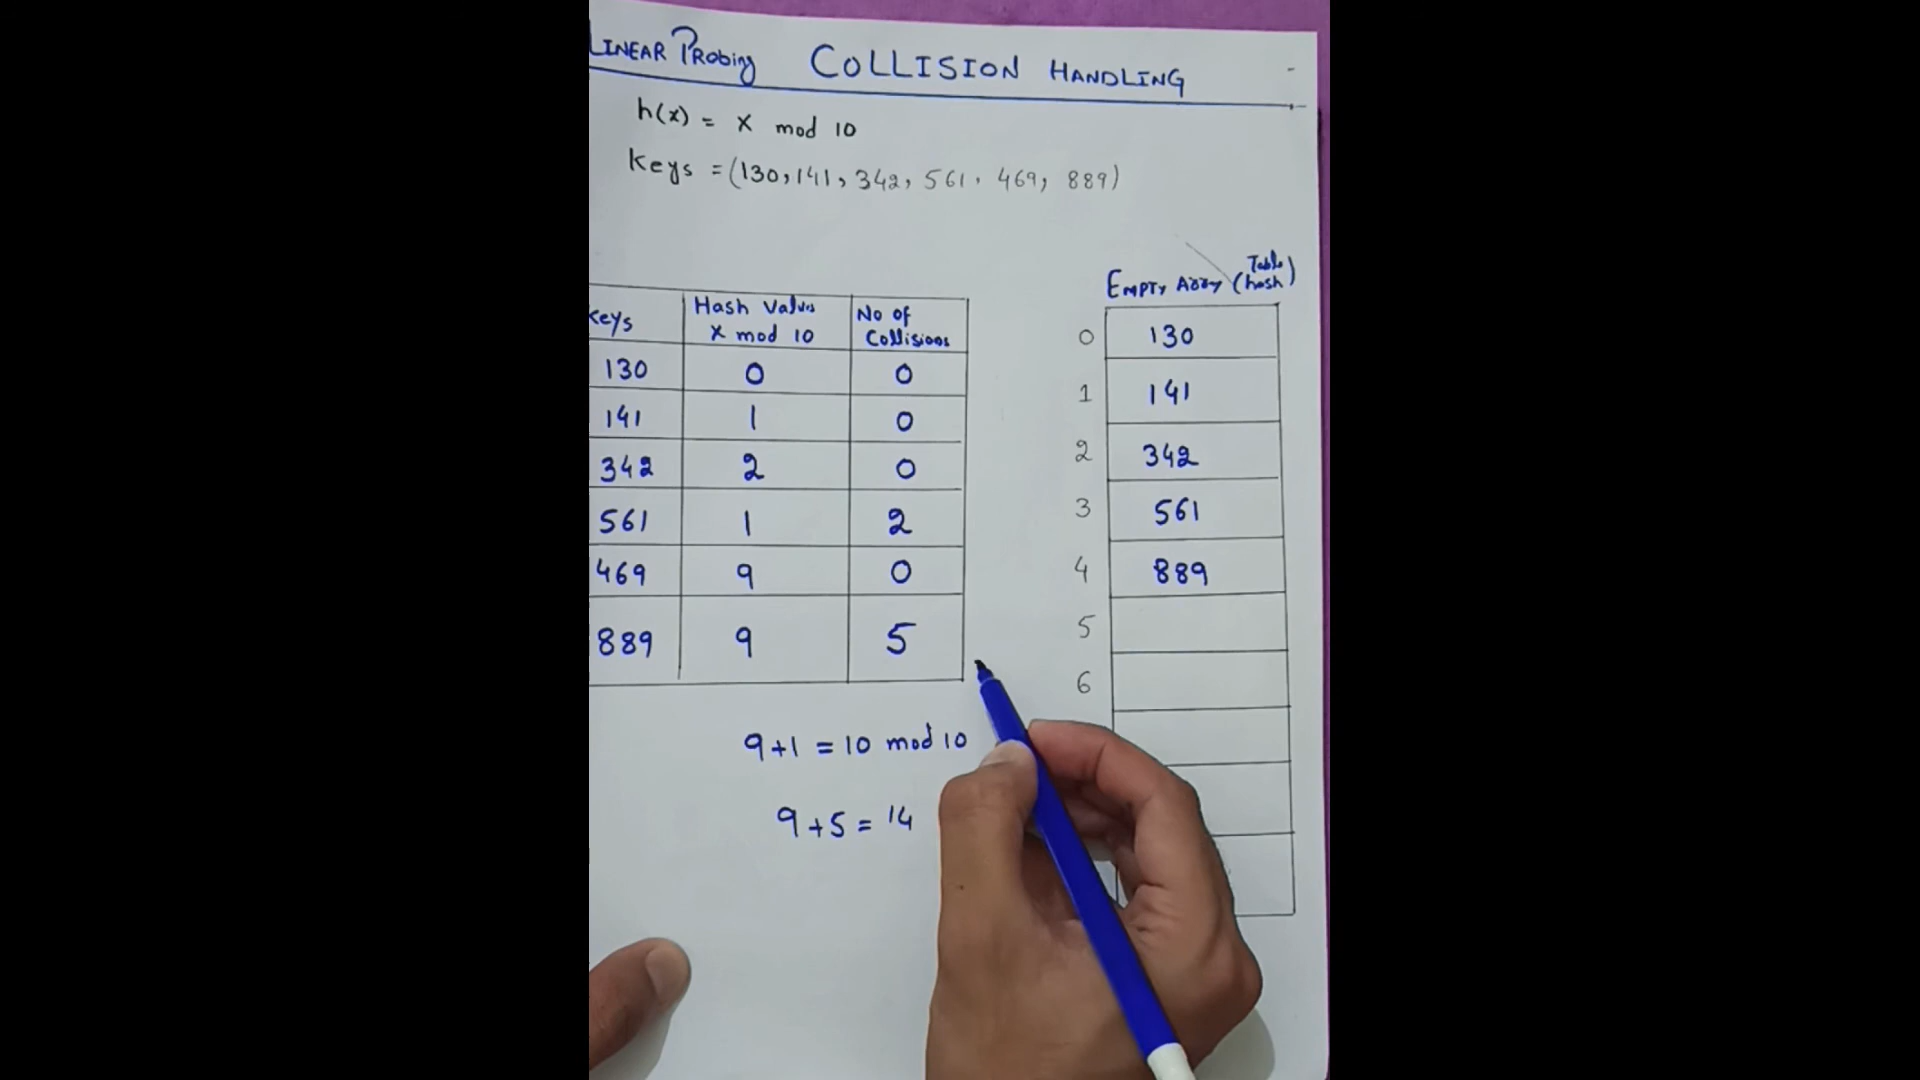 LINEAR Probing COLLISION HANDLING
h(x) = X mod 10
Keys = (130, 141, 342, 561, 469, 889)
Keys
Hash Values
X mod 10
No of
Collisions
130 0 0
141 1 0
342 2 0
561 1 2
469 9 0
889 9 5
9+1 = 10 mod 10
9+5 = 14
Table
EMPTY Array (hash)
0 130
1 141
2 342
3 561
4 889
5
6